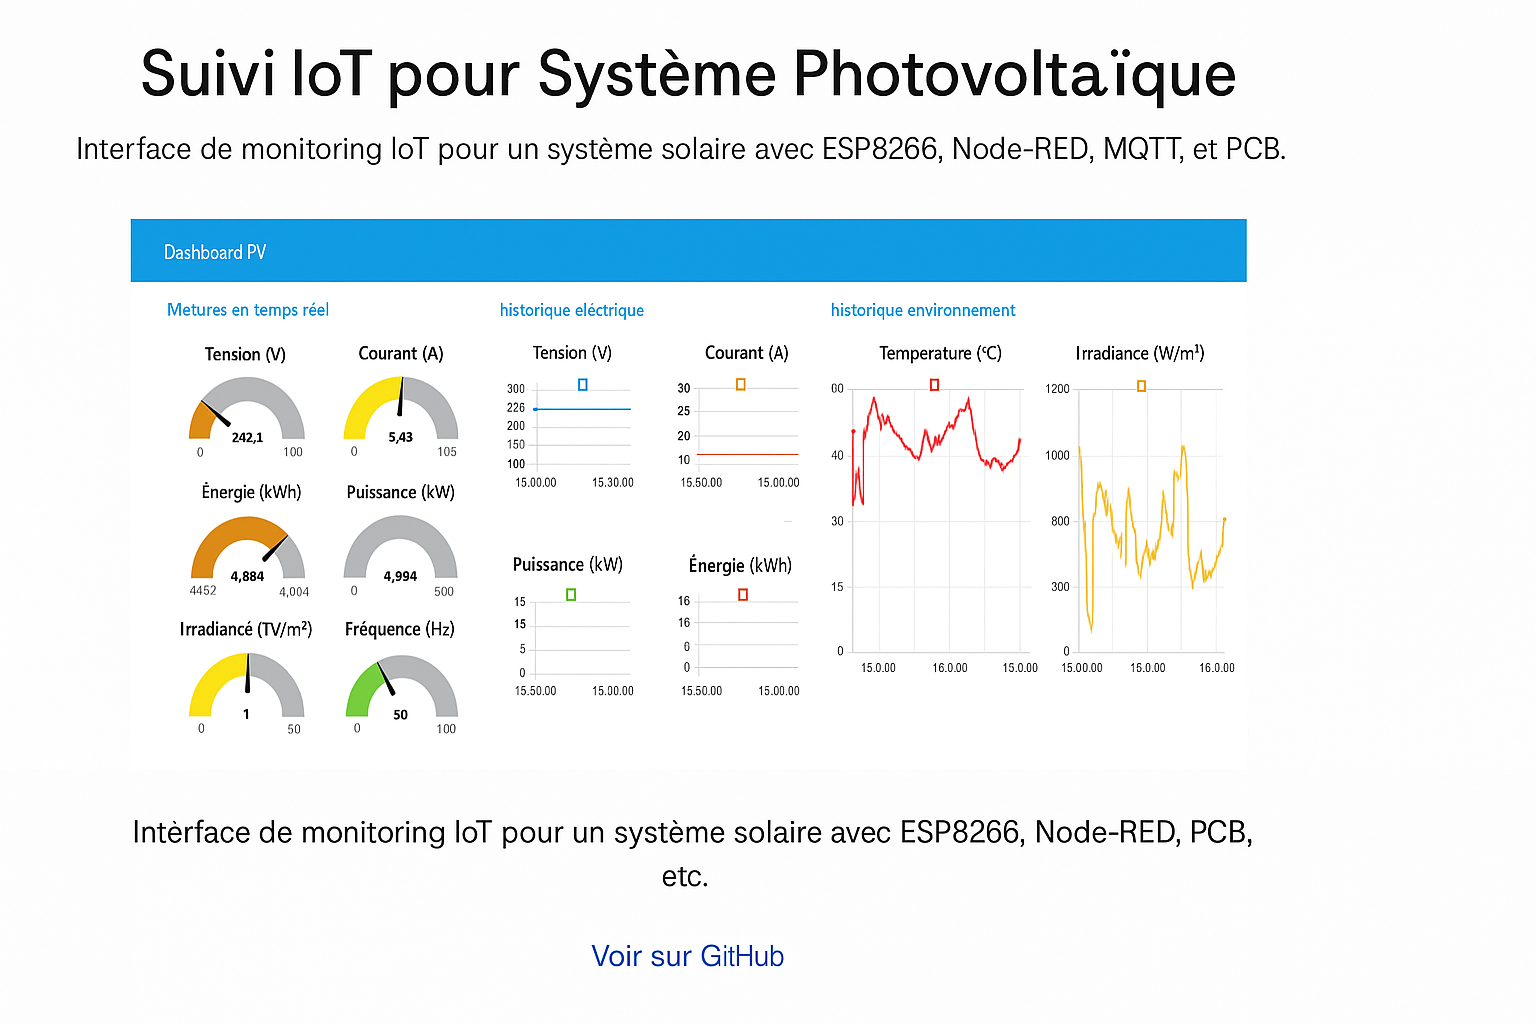 Suivi IoT pour Système Photovoltaïque
Interface de monitoring IoT pour un système solaire avec ESP8266, Node-RED, MQTT, et PCB.
Dashboard PV
Metures en temps réel
Tension (V)
242,1
0 100
Courant (A)
5,43
0 105
Énergie (kWh)
4,884
4452 4,004
Puissance (kW)
4,994
0 500
Irradiancé (TV/m²)
1
0 50
Fréquence (Hz)
50
0 100
historique eléctrique
Tension (V)
300
226
200
150
100
15.00.00 15.30.00
Courant (A)
30
25
20
10
15.50.00 15.00.00
Puissance (kW)
15
15
5
0
15.50.00 15.00.00
Énergie (kWh)
16
16
6
0
15.50.00 15.00.00
historique environnement
Temperature (°C)
60
40
30
15
0
15.0.00 16.0.00 15.0.00
Irradiance (W/m¹)
1200
1000
800
300
0
15.00.00 15.0.00 16.0.00
Intèrface de monitoring IoT pour un système solaire avec ESP8266, Node-RED, PCB,
etc.
Voir sur GitHub